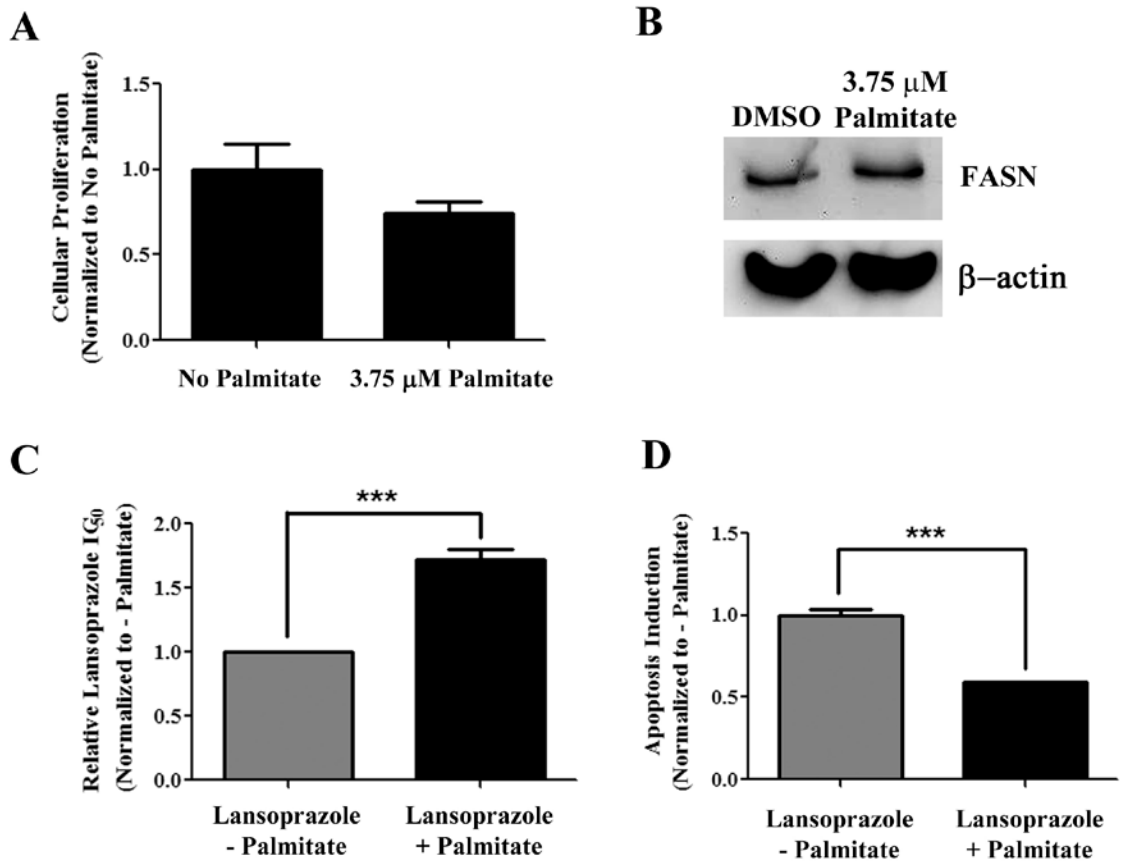 A
Cellular Proliferation
(Normalized to No Palmitate)
1.5
1.0
0.5
0.0
No Palmitate
3.75 μM Palmitate
B
DMSO
3.75 μM
Palmitate
FASN
β–actin
C
Relative Lansoprazole IC50
(Normalized to - Palmitate)
2.0
1.5
1.0
0.5
0.0
***
Lansoprazole
- Palmitate
Lansoprazole
+ Palmitate
D
Apoptosis Induction
(Normalized to - Palmitate)
1.5
1.0
0.5
0.0
***
Lansoprazole
- Palmitate
Lansoprazole
+ Palmitate